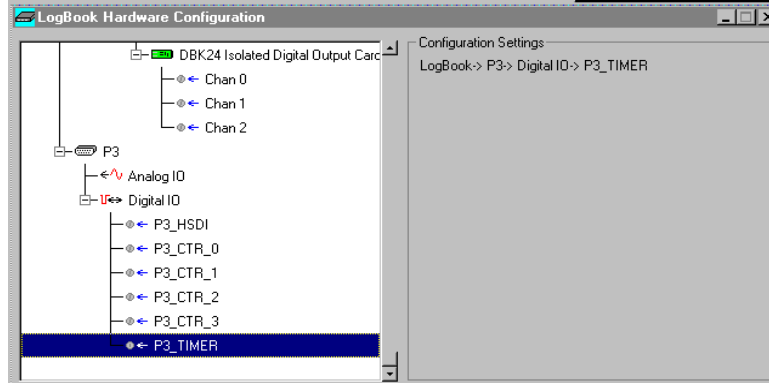 LogBook Hardware Configuration
DBK24 Isolated Digital Output Carc
Chan 0
Chan 1
Chan 2
P3
Analog IO
Digital IO
P3_HSDI
P3_CTR_0
P3_CTR_1
P3_CTR_2
P3_CTR_3
P3_TIMER
Configuration Settings
LogBook-> P3-> Digital IO-> P3_TIMER